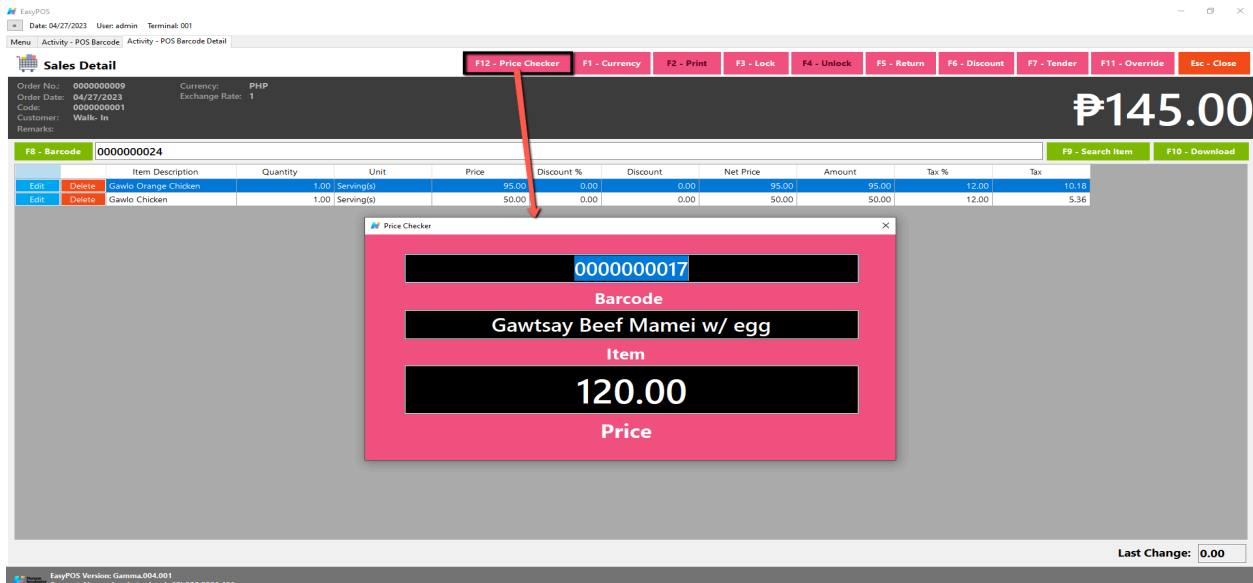 EasyPOS
Date: 04/27/2023 User: admin Terminal: 001
Menu Activity - POS Barcode Activity - POS Barcode Detail
Sales Detail F12 - Price Checker F1 - Currency F2 - Print F3 - Lock F4 - Unlock F5 - Return F6 - Discount F7 - Tender F11 - Override Esc - Close
Order No.: 0000000009 Currency: PHP
Order Date: 04/27/2023 Exchange Rate: 1
Code: 0000000001
Customer: Walk- In
Remarks:
₱145.00
F8 - Barcode 0000000024 F9 - Search Item F10 - Download
Item Description Quantity Unit Price Discount % Discount Net Price Amount Tax % Tax
Edit Delete Gawlo Orange Chicken 1.00 Serving(s) 95.00 0.00 0.00 95.00 95.00 12.00 10.18
Edit Delete Gawlo Chicken 1.00 Serving(s) 50.00 0.00 0.00 50.00 50.00 12.00 5.36
Price Checker
0000000017
Barcode
Gawtsay Beef Mamei w/ egg
Item
120.00
Price
Last Change: 0.00
EasyPOS Version: Gamma.004.001